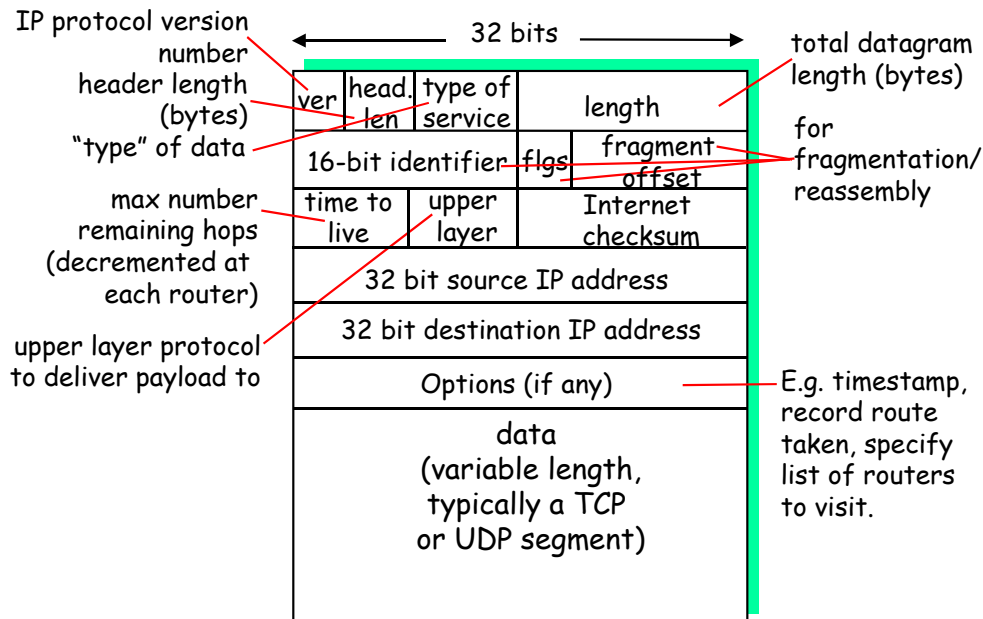 IP protocol version
number
header length
(bytes)
“type” of data
max number
remaining hops
(decremented at
each router)
upper layer protocol
to deliver payload to
32 bits
ver
head.
len
type of
service
length
16-bit identifier
flgs
fragment
offset
time to
live
upper
layer
Internet
checksum
32 bit source IP address
32 bit destination IP address
Options (if any)
data
(variable length,
typically a TCP
or UDP segment)
total datagram
length (bytes)
for
fragmentation/
reassembly
E.g. timestamp,
record route
taken, specify
list of routers
to visit.